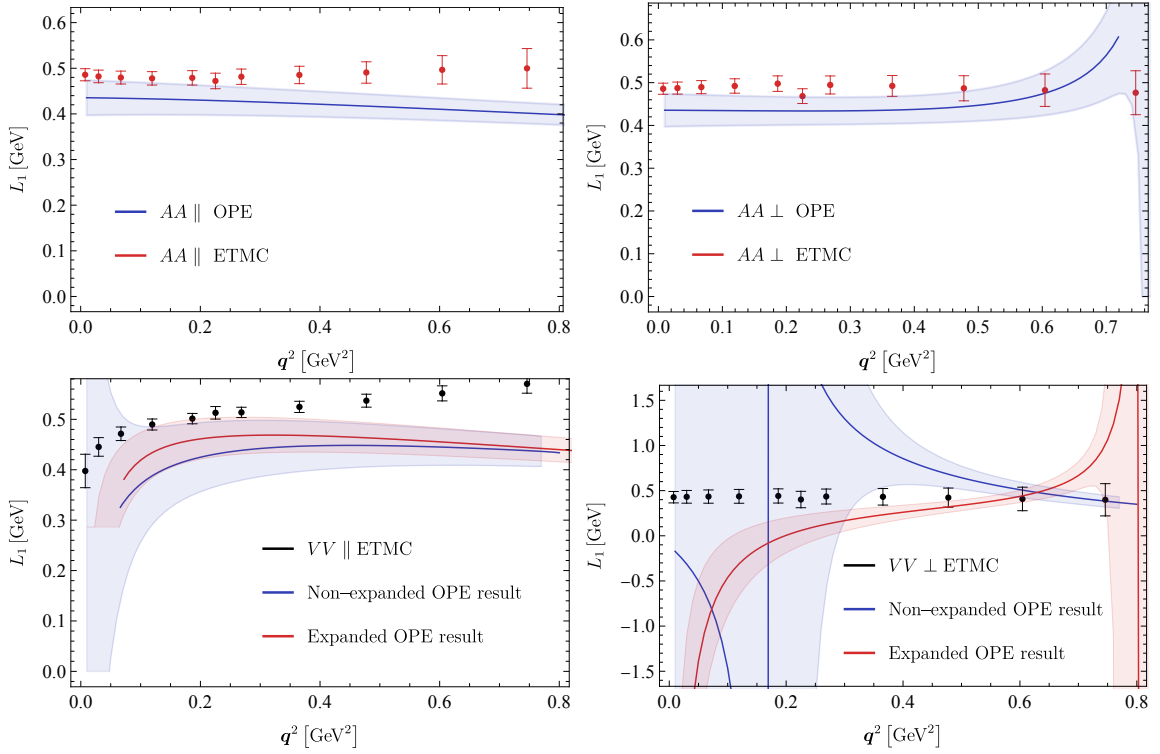 0.6
0.5
0.4
0.3
0.2
0.1
0.0
L₁ [GeV]
AA ∥ OPE
AA ∥ ETMC
0.0 0.2 0.4 0.6 0.8
q² [GeV²]
0.6
0.5
0.4
0.3
0.2
0.1
0.0
L₁ [GeV]
AA ⊥ OPE
AA ⊥ ETMC
0.0 0.1 0.2 0.3 0.4 0.5 0.6 0.7
q² [GeV²]
0.5
0.4
0.3
0.2
0.1
0.0
L₁ [GeV]
VV ∥ ETMC
Non–expanded OPE result
Expanded OPE result
0.0 0.2 0.4 0.6 0.8
q² [GeV²]
1.5
1.0
0.5
0.0
−0.5
−1.0
−1.5
L₁ [GeV]
VV ⊥ ETMC
Non–expanded OPE result
Expanded OPE result
0.0 0.2 0.4 0.6 0.8
q² [GeV²]